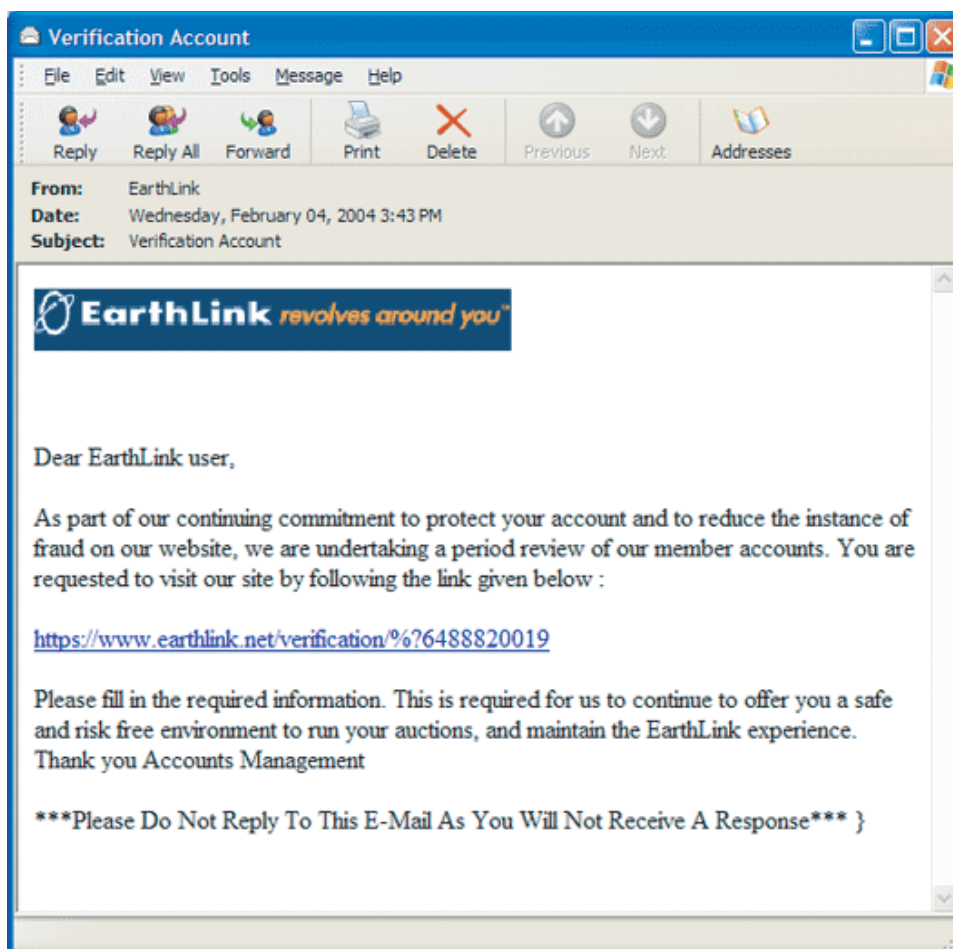 Verification Account
File Edit View Tools Message Help
Reply Reply All Forward Print Delete Previous Next Addresses
From: EarthLink
Date: Wednesday, February 04, 2004 3:43 PM
Subject: Verification Account
EarthLink revolves around you™
Dear EarthLink user,
As part of our continuing commitment to protect your account and to reduce the instance of
fraud on our website, we are undertaking a period review of our member accounts. You are
requested to visit our site by following the link given below :
https://www.earthlink.net/verification/%?6488820019
Please fill in the required information. This is required for us to continue to offer you a safe
and risk free environment to run your auctions, and maintain the EarthLink experience.
Thank you Accounts Management
***Please Do Not Reply To This E-Mail As You Will Not Receive A Response*** }